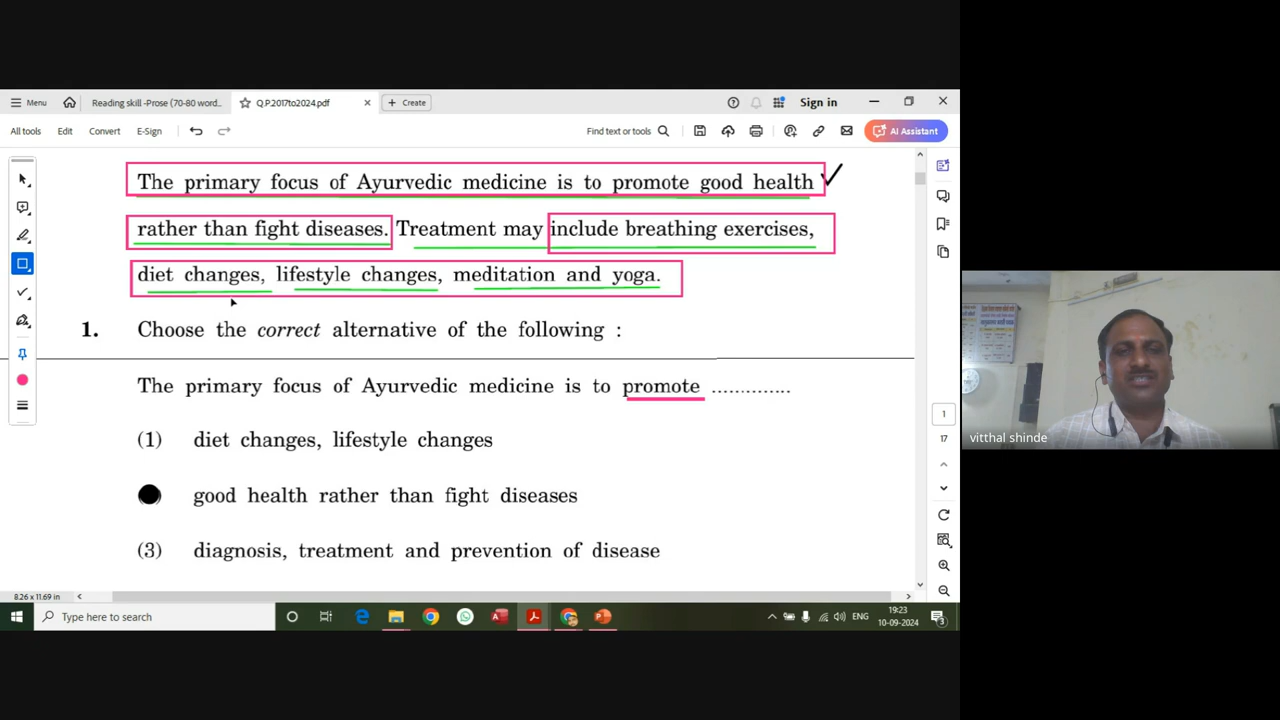 Menu
Reading skill -Prose (70-80 word...
Q.P.2017to2024.pdf
Create
Sign in
All tools
Edit
Convert
E-Sign
Find text or tools
AI Assistant
The primary focus of Ayurvedic medicine is to promote good health
rather than fight diseases. Treatment may include breathing exercises,
diet changes, lifestyle changes, meditation and yoga.
1. Choose the correct alternative of the following :
The primary focus of Ayurvedic medicine is to promote .............
(1) diet changes, lifestyle changes
good health rather than fight diseases
(3) diagnosis, treatment and prevention of disease
1
17
8.26 x 11.69 in
vitthal shinde
Type here to search
ENG
19:23
10-09-2024
3